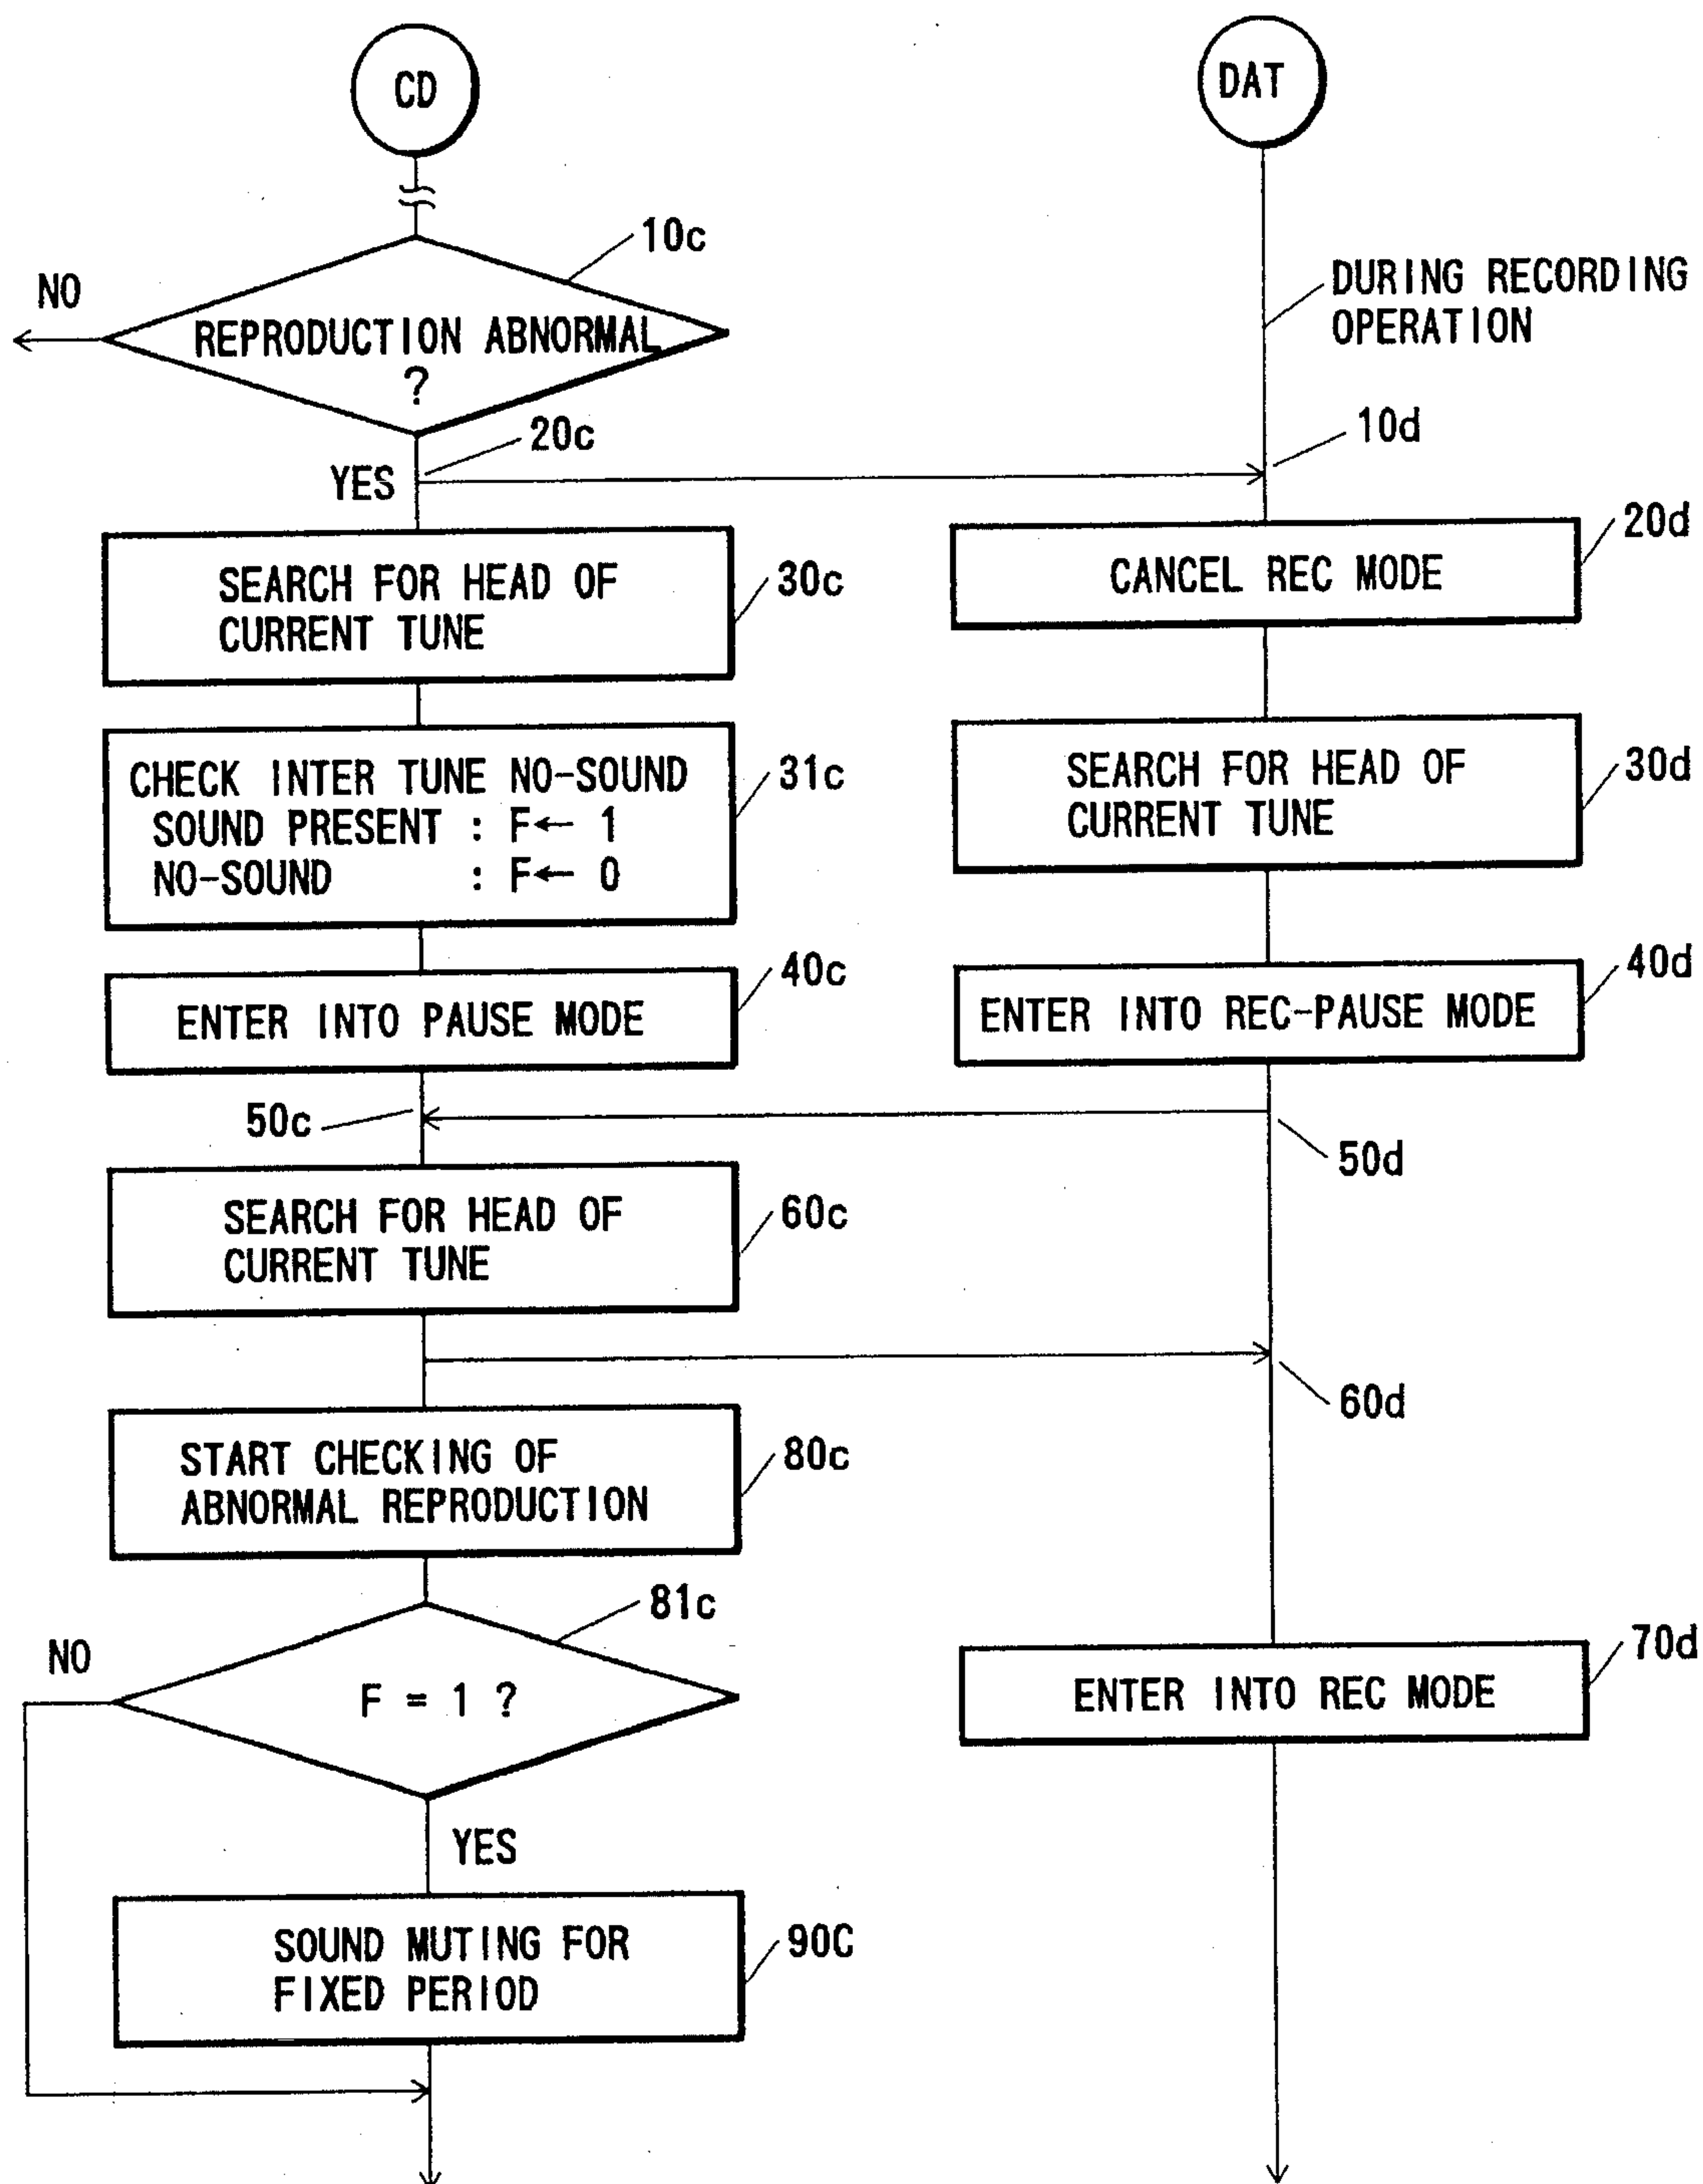 CD
DAT
10c
NO
REPRODUCTION ABNORMAL
?
DURING RECORDING
OPERATION
20c
YES
10d
SEARCH FOR HEAD OF
CURRENT TUNE
30c
CANCEL REC MODE
20d
CHECK INTER TUNE NO-SOUND
SOUND PRESENT : F← 1
NO-SOUND : F← 0
31c
SEARCH FOR HEAD OF
CURRENT TUNE
30d
ENTER INTO PAUSE MODE
40c
ENTER INTO REC-PAUSE MODE
40d
50c
50d
SEARCH FOR HEAD OF
CURRENT TUNE
60c
60d
START CHECKING OF
ABNORMAL REPRODUCTION
80c
81c
NO
F = 1 ?
YES
ENTER INTO REC MODE
70d
SOUND MUTING FOR
FIXED PERIOD
90C